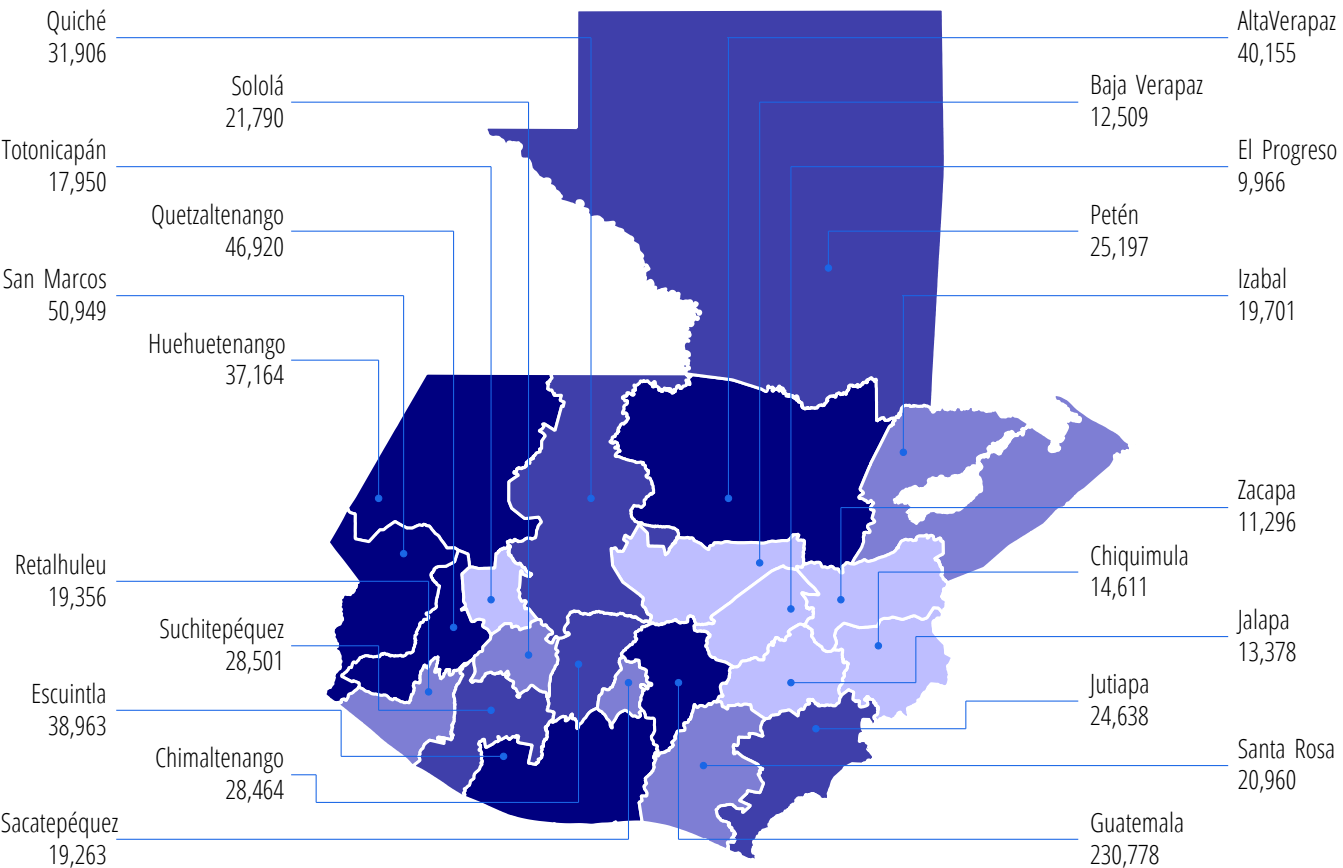 Quiché
31,906
Sololá
21,790
Totonicapán
17,950
Quetzaltenango
46,920
San Marcos
50,949
Huehuetenango
37,164
Retalhuleu
19,356
Suchitepéquez
28,501
Escuintla
38,963
Chimaltenango
28,464
Sacatepéquez
19,263
AltaVerapaz
40,155
Baja Verapaz
12,509
El Progreso
9,966
Petén
25,197
Izabal
19,701
Zacapa
11,296
Chiquimula
14,611
Jalapa
13,378
Jutiapa
24,638
Santa Rosa
20,960
Guatemala
230,778